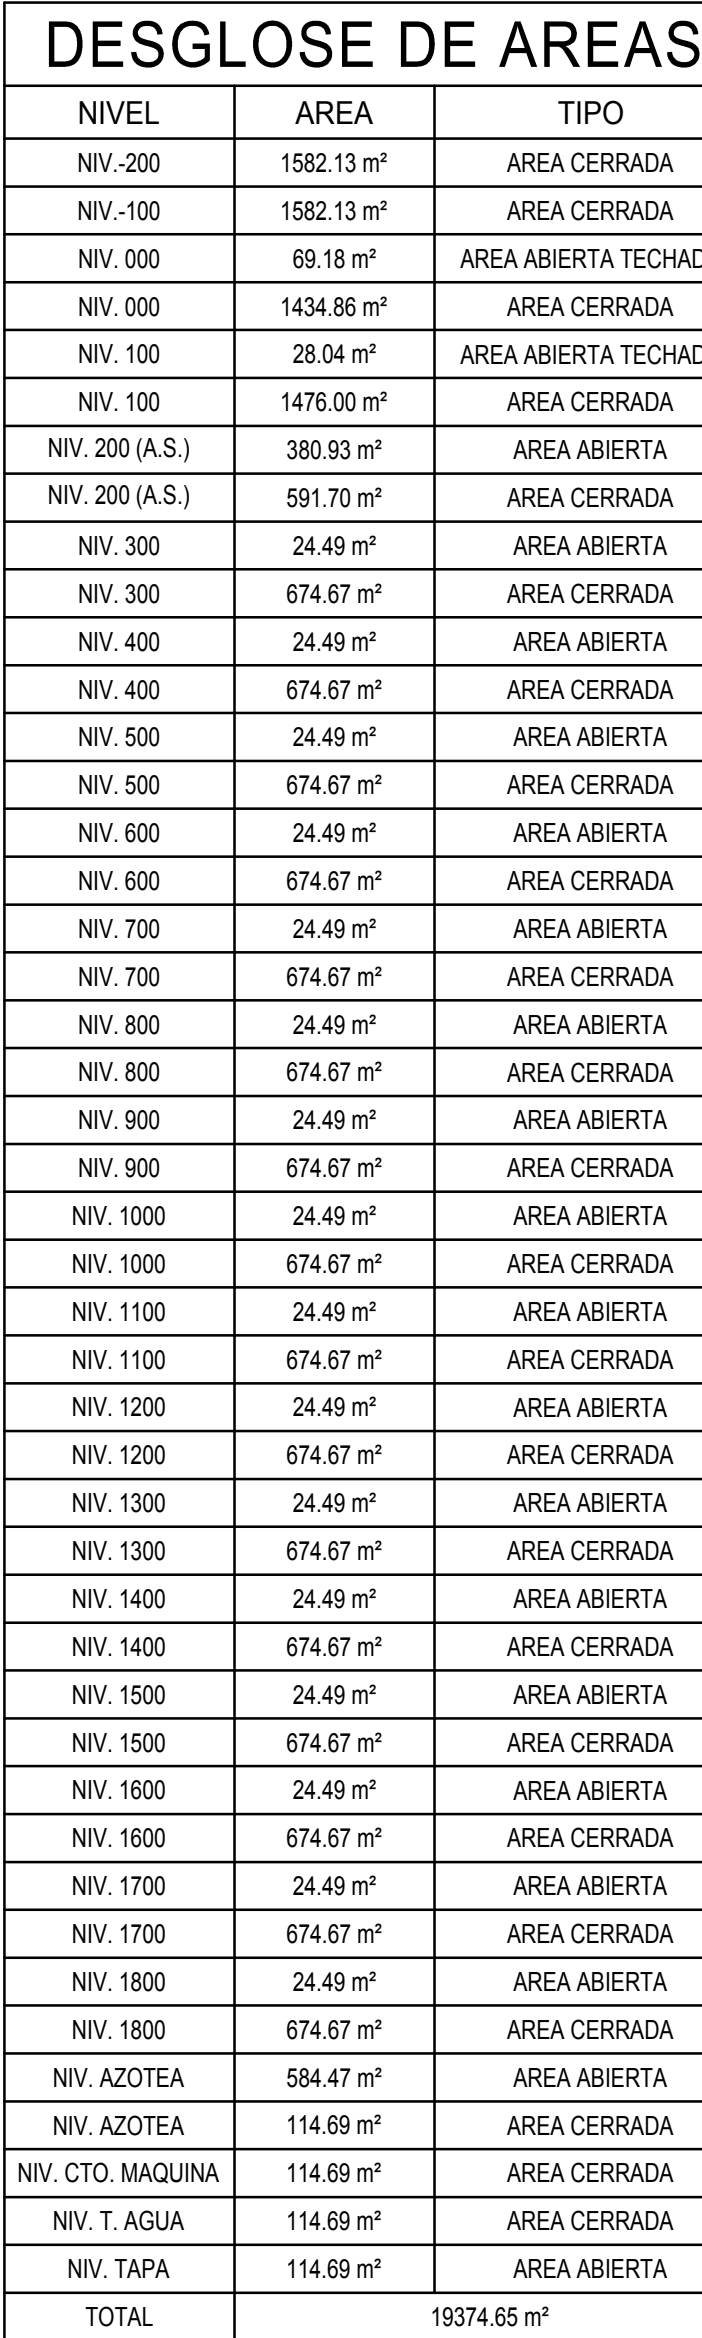 DESGLOSE DE AREAS
NIVEL AREA TIPO
NIV.-200 1582.13 m² AREA CERRADA
NIV.-100 1582.13 m² AREA CERRADA
NIV. 000 69.18 m² AREA ABIERTA TECHAD
NIV. 000 1434.86 m² AREA CERRADA
NIV. 100 28.04 m² AREA ABIERTA TECHAD
NIV. 100 1476.00 m² AREA CERRADA
NIV. 200 (A.S.) 380.93 m² AREA ABIERTA
NIV. 200 (A.S.) 591.70 m² AREA CERRADA
NIV. 300 24.49 m² AREA ABIERTA
NIV. 300 674.67 m² AREA CERRADA
NIV. 400 24.49 m² AREA ABIERTA
NIV. 400 674.67 m² AREA CERRADA
NIV. 500 24.49 m² AREA ABIERTA
NIV. 500 674.67 m² AREA CERRADA
NIV. 600 24.49 m² AREA ABIERTA
NIV. 600 674.67 m² AREA CERRADA
NIV. 700 24.49 m² AREA ABIERTA
NIV. 700 674.67 m² AREA CERRADA
NIV. 800 24.49 m² AREA ABIERTA
NIV. 800 674.67 m² AREA CERRADA
NIV. 900 24.49 m² AREA ABIERTA
NIV. 900 674.67 m² AREA CERRADA
NIV. 1000 24.49 m² AREA ABIERTA
NIV. 1000 674.67 m² AREA CERRADA
NIV. 1100 24.49 m² AREA ABIERTA
NIV. 1100 674.67 m² AREA CERRADA
NIV. 1200 24.49 m² AREA ABIERTA
NIV. 1200 674.67 m² AREA CERRADA
NIV. 1300 24.49 m² AREA ABIERTA
NIV. 1300 674.67 m² AREA CERRADA
NIV. 1400 24.49 m² AREA ABIERTA
NIV. 1400 674.67 m² AREA CERRADA
NIV. 1500 24.49 m² AREA ABIERTA
NIV. 1500 674.67 m² AREA CERRADA
NIV. 1600 24.49 m² AREA ABIERTA
NIV. 1600 674.67 m² AREA CERRADA
NIV. 1700 24.49 m² AREA ABIERTA
NIV. 1700 674.67 m² AREA CERRADA
NIV. 1800 24.49 m² AREA ABIERTA
NIV. 1800 674.67 m² AREA CERRADA
NIV. AZOTEA 584.47 m² AREA ABIERTA
NIV. AZOTEA 114.69 m² AREA CERRADA
NIV. CTO. MAQUINA 114.69 m² AREA CERRADA
NIV. T. AGUA 114.69 m² AREA CERRADA
NIV. TAPA 114.69 m² AREA ABIERTA
TOTAL 19374.65 m²